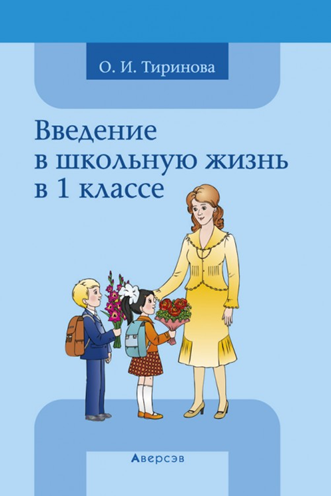 О. И. Тиринова
Введение
в школьную жизнь
в 1 классе
Аверсэв